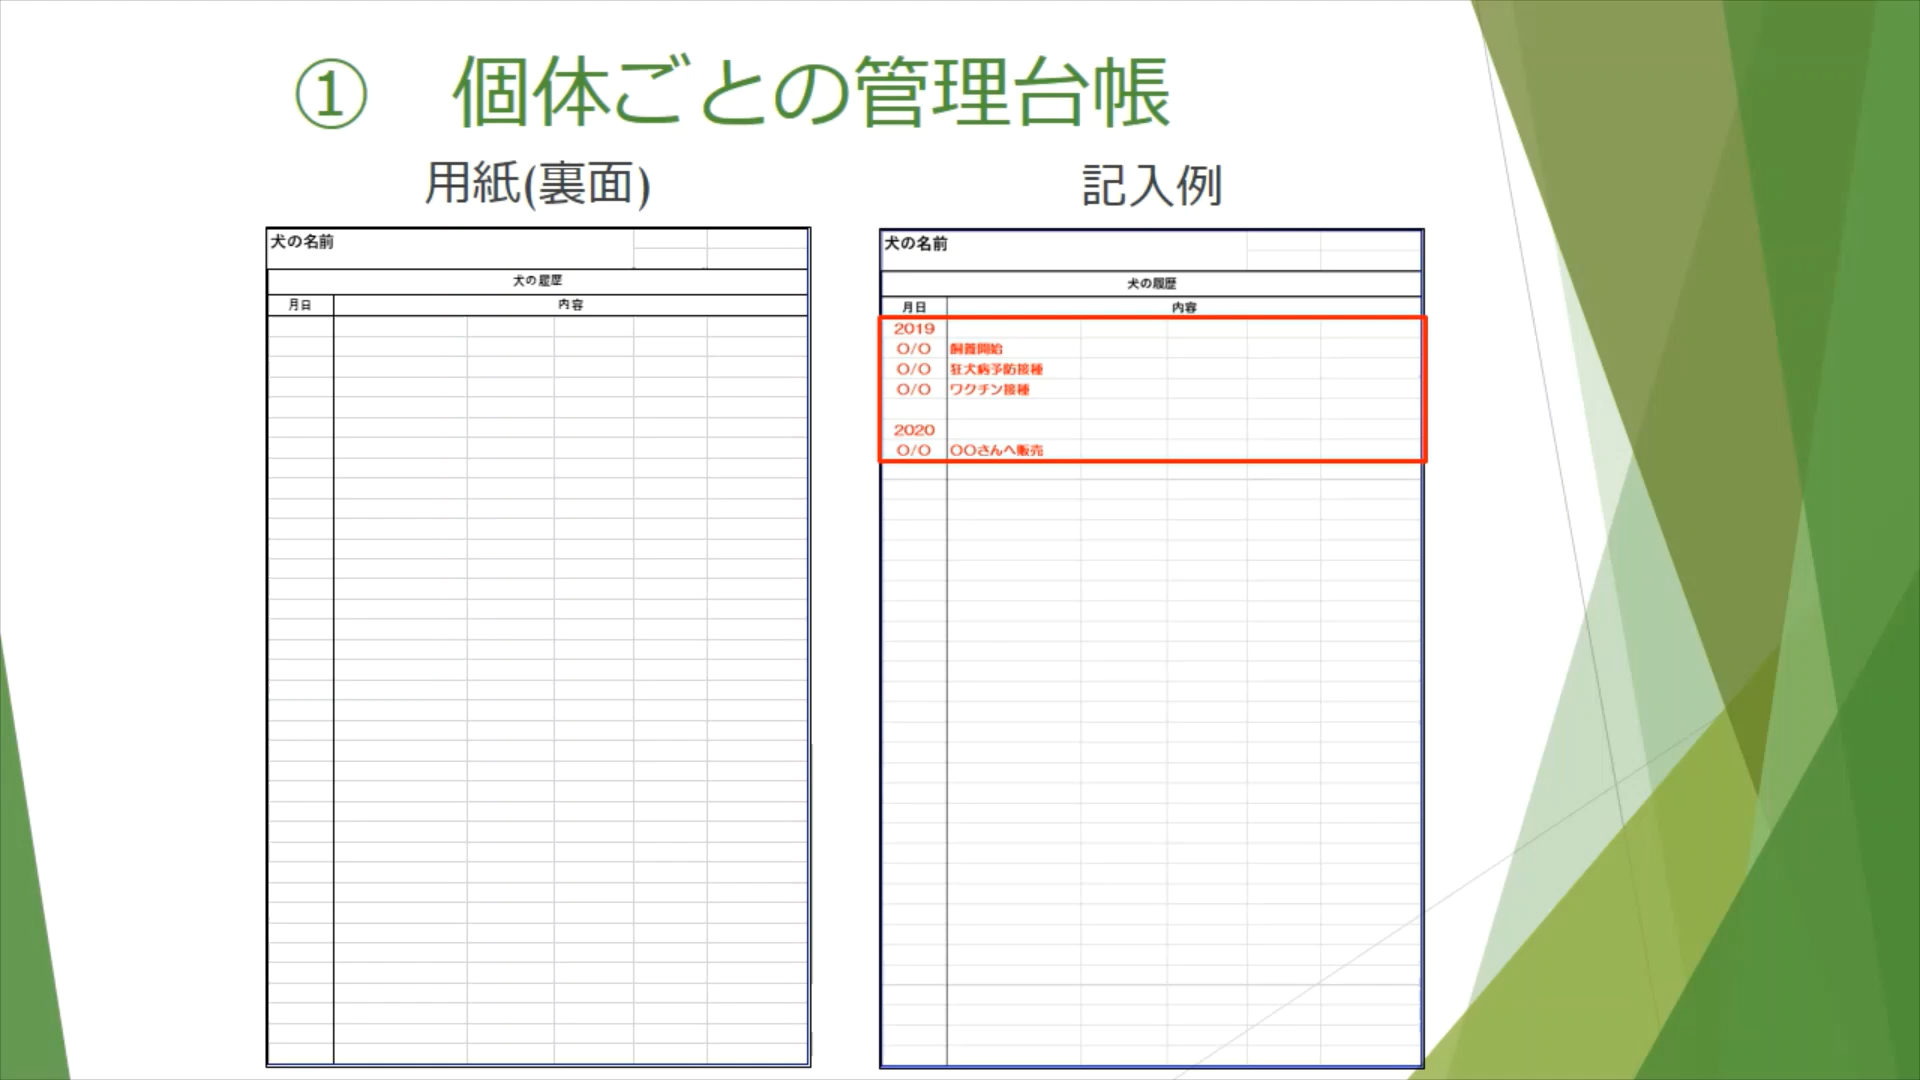 ① 個体ごとの管理台帳
用紙(裏面)
犬の名前
犬の履歴
月日 内容
記入例
犬の名前
犬の履歴
月日 内容
2019
〇/〇 飼養開始
〇/〇 狂犬病予防接種
〇/〇 ワクチン接種
2020
〇/〇 〇〇さんへ販売